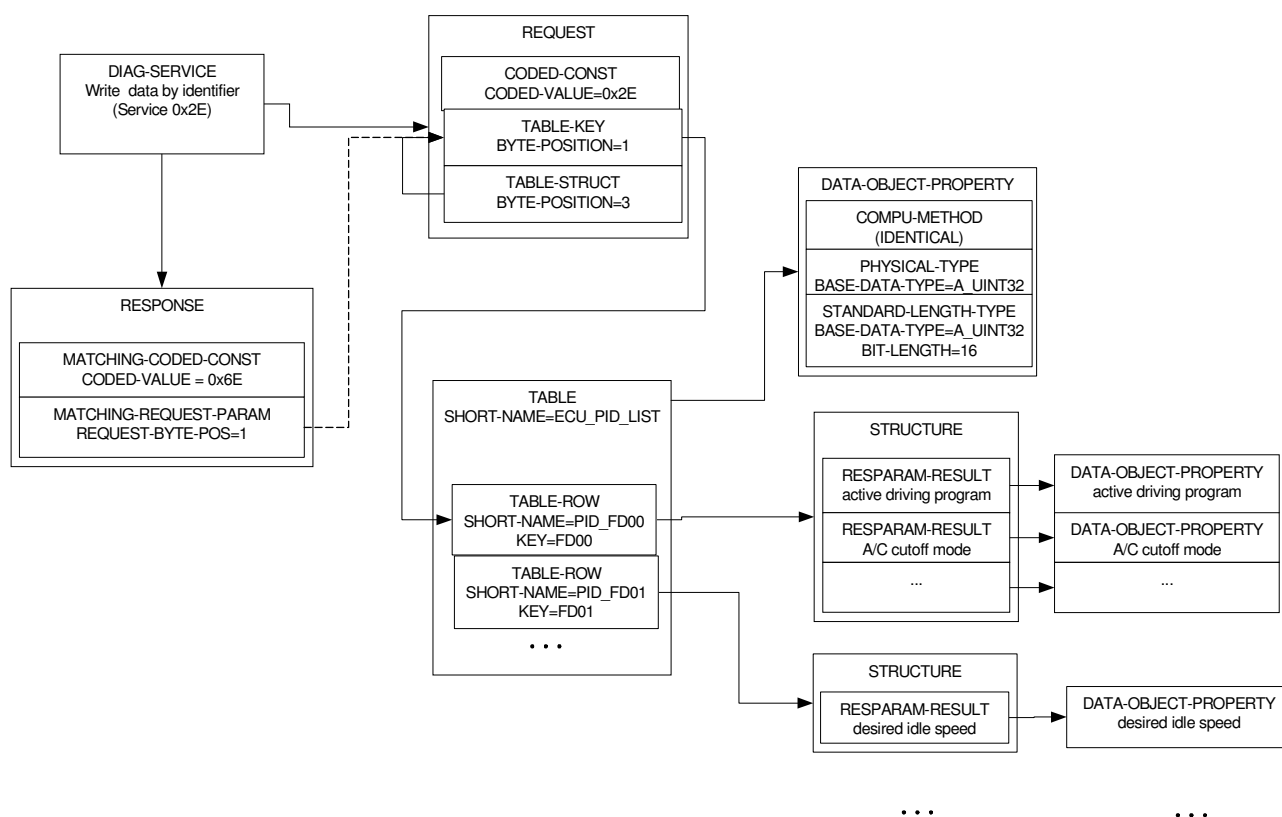 REQUEST
CODED-CONST
CODED-VALUE=0x2E
TABLE-KEY
BYTE-POSITION=1
TABLE-STRUCT
BYTE-POSITION=3
DIAG-SERVICE
Write data by identifier
(Service 0x2E)
RESPONSE
MATCHING-CODED-CONST
CODED-VALUE = 0x6E
MATCHING-REQUEST-PARAM
REQUEST-BYTE-POS=1
DATA-OBJECT-PROPERTY
COMPU-METHOD
(IDENTICAL)
PHYSICAL-TYPE
BASE-DATA-TYPE=A_UINT32
STANDARD-LENGTH-TYPE
BASE-DATA-TYPE=A_UINT32
BIT-LENGTH=16
TABLE
SHORT-NAME=ECU_PID_LIST
TABLE-ROW
SHORT-NAME=PID_FD00
KEY=FD00
TABLE-ROW
SHORT-NAME=PID_FD01
KEY=FD01
...
STRUCTURE
RESPARAM-RESULT
active driving program
RESPARAM-RESULT
A/C cutoff mode
...
DATA-OBJECT-PROPERTY
active driving program
DATA-OBJECT-PROPERTY
A/C cutoff mode
...
STRUCTURE
RESPARAM-RESULT
desired idle speed
DATA-OBJECT-PROPERTY
desired idle speed
...
...